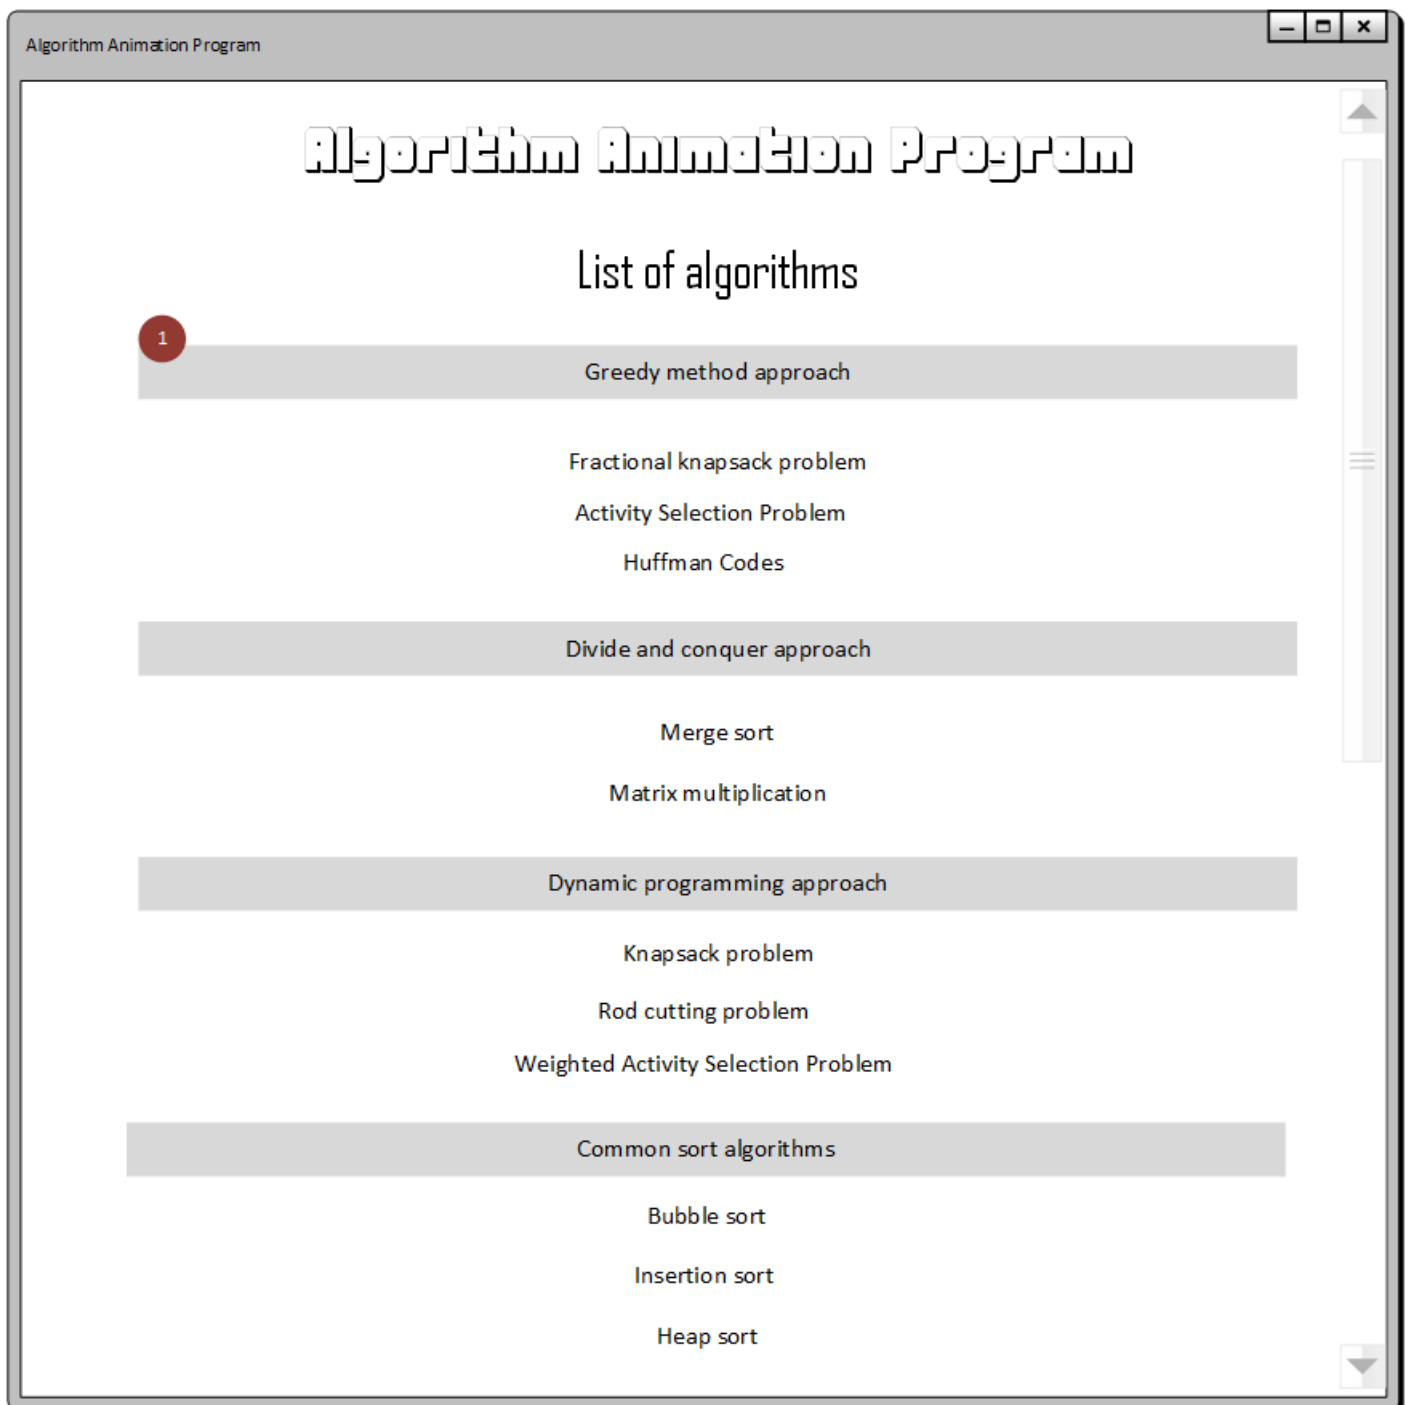 Algorithm Animation Program
Algorithm Animation Program
List of algorithms
1
Greedy method approach
Fractional knapsack problem
Activity Selection Problem
Huffman Codes
Divide and conquer approach
Merge sort
Matrix multiplication
Dynamic programming approach
Knapsack problem
Rod cutting problem
Weighted Activity Selection Problem
Common sort algorithms
Bubble sort
Insertion sort
Heap sort